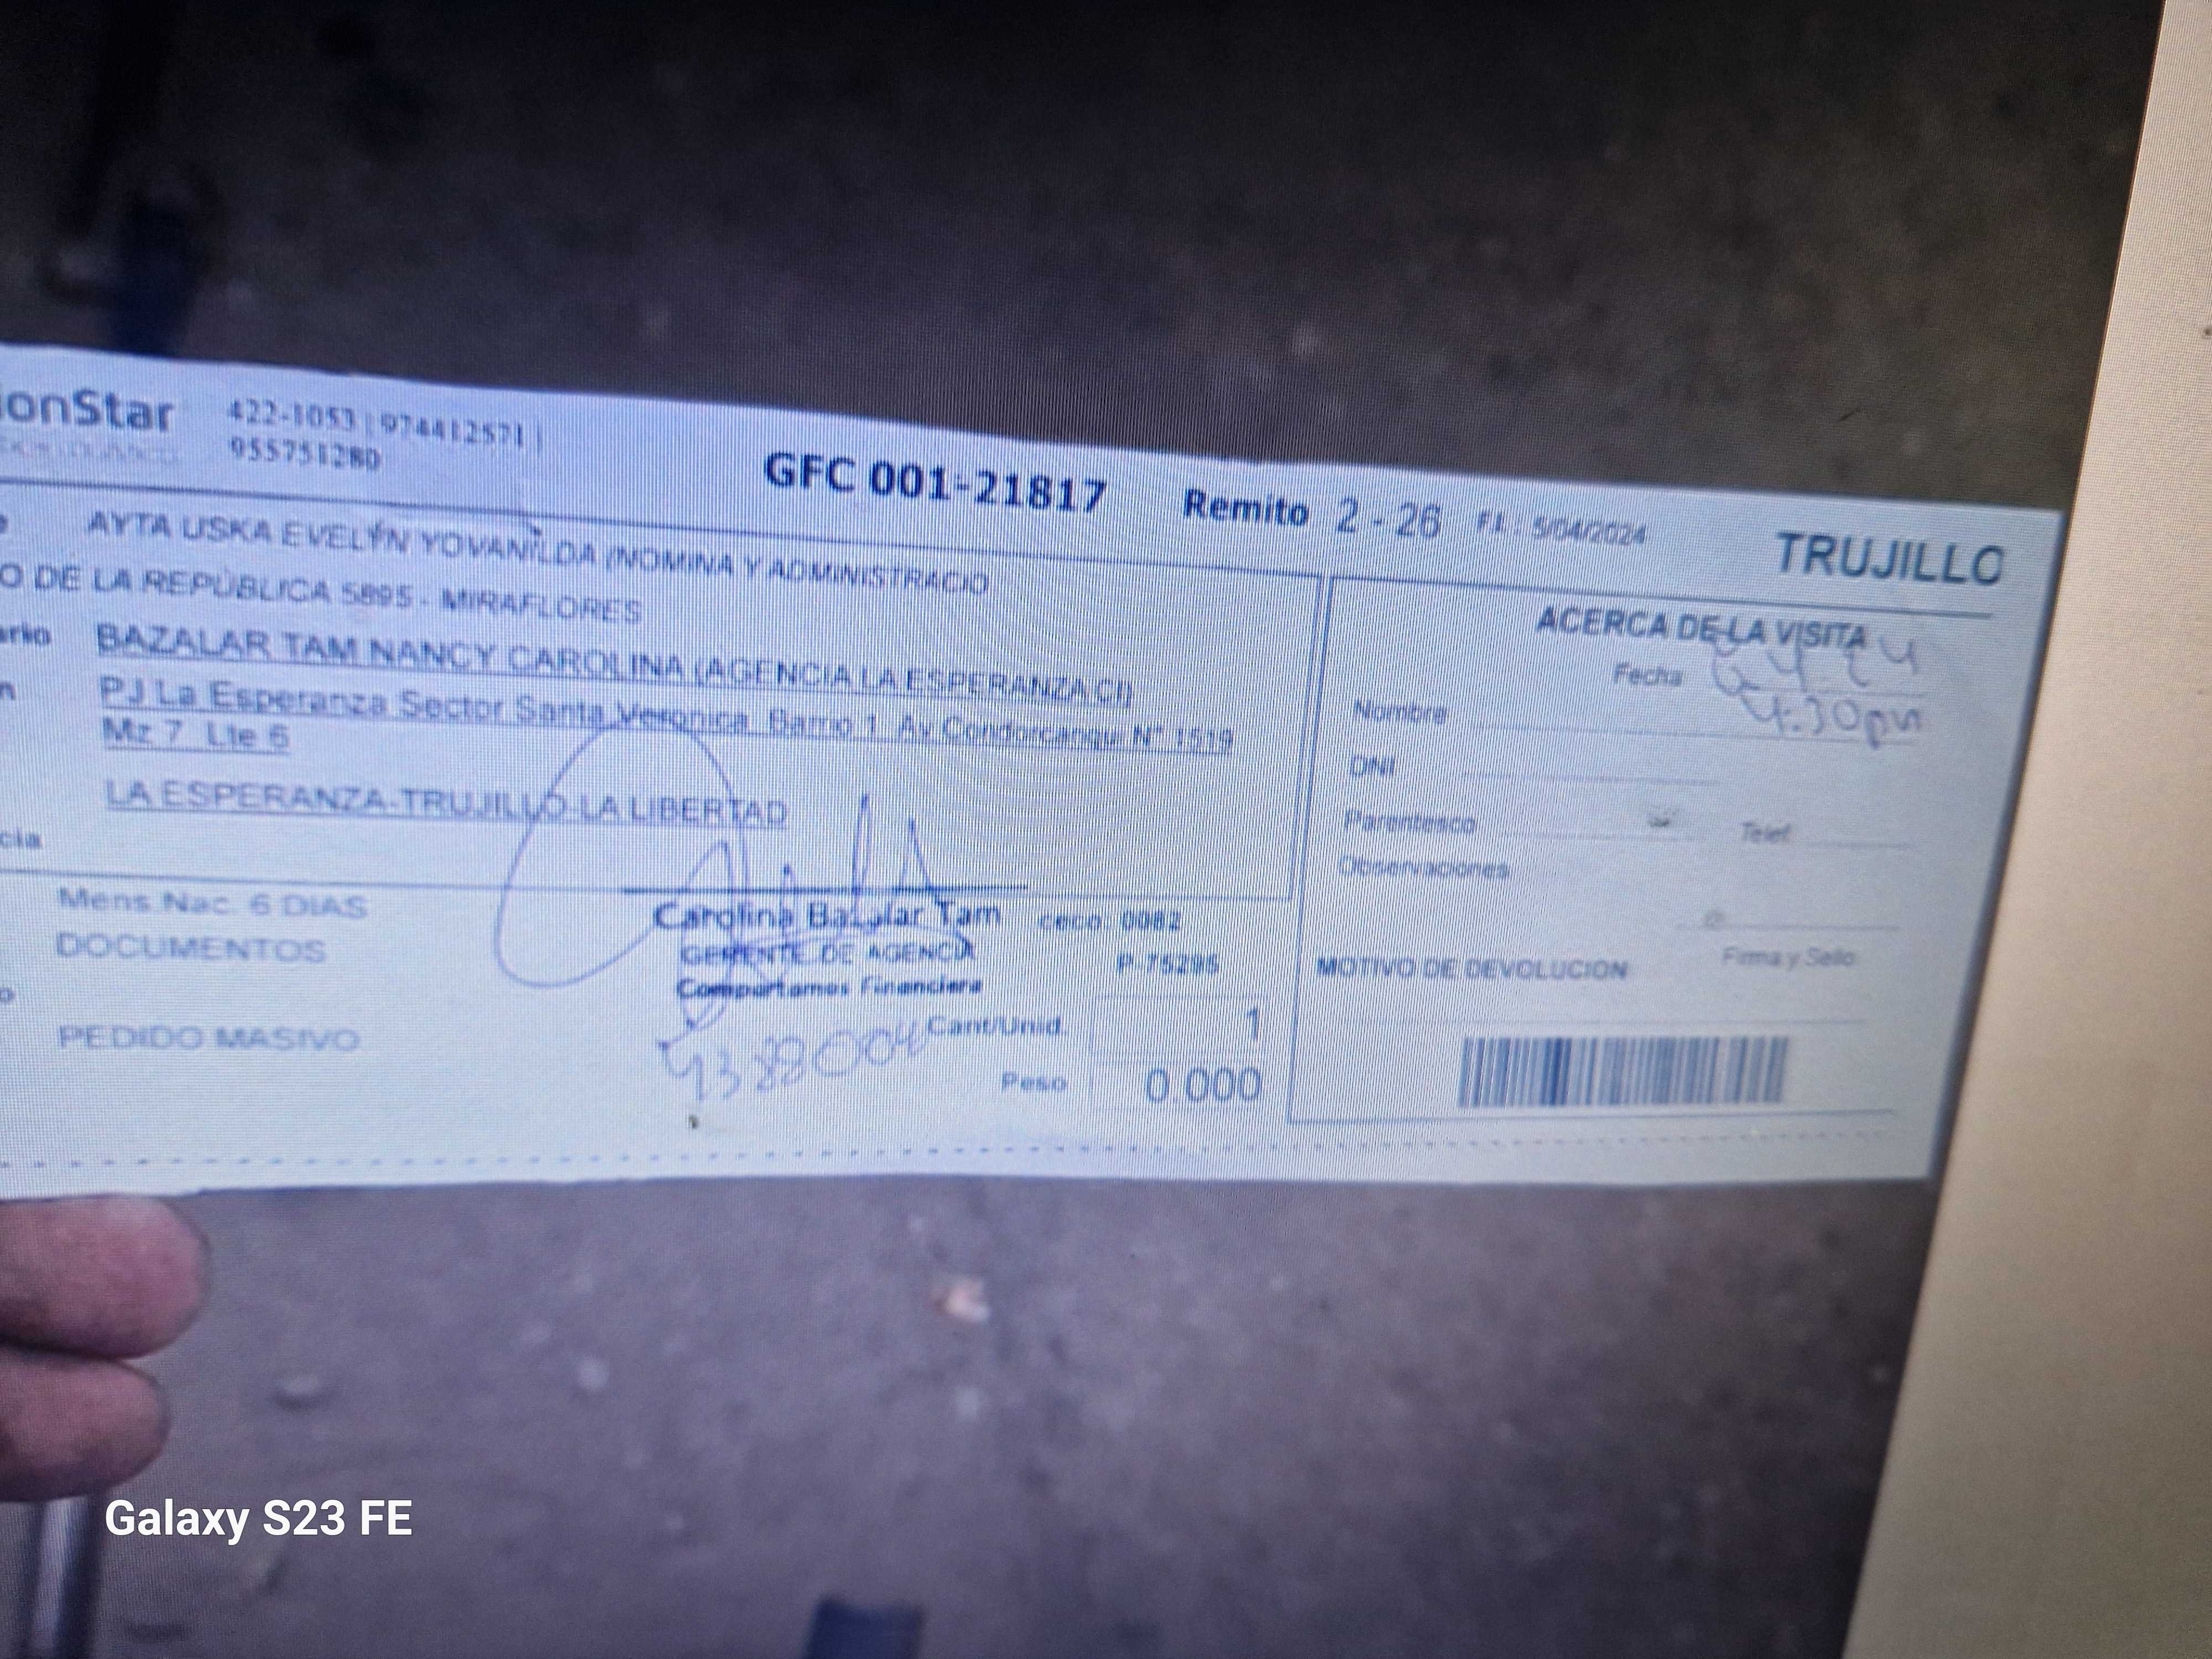 ionStar
422-1053 | 974412571 |
955751280
GFC 001-21817 Remito 2 - 26 5/04/2024 TRUJILLO
AYTA USKA EVELYN YOVANILDA (NOMINA Y ADMINISTRACIO
O DE LA REPÚBLICA 5895 - MIRAFLORES
ario BAZALAR TAM NANCY CAROLINA (AGENCIA LA ESPERANZA CI)
n PJ La Esperanza Sector Santa Veronica Barrio 1 Av Condorcanqui N° 1519
Mz 7 Lte 6
LA ESPERANZA-TRUJILLO-LA LIBERTAD
cia
Mens Nac. 6 DIAS
DOCUMENTOS
o
PEDIDO MASIVO
Carolina Bazalar Tam ceco: 0082
GERENTE DE AGENCIA P-75295
Compartamos Financiera
Cant/Unid. 1
Peso 0.000
ACERCA DE LA VISITA
Fecha
4:30pm
Nombre
DNI
Parentesco Telef.
Observaciones
Firma y Sello
MOTIVO DE DEVOLUCION
Galaxy S23 FE